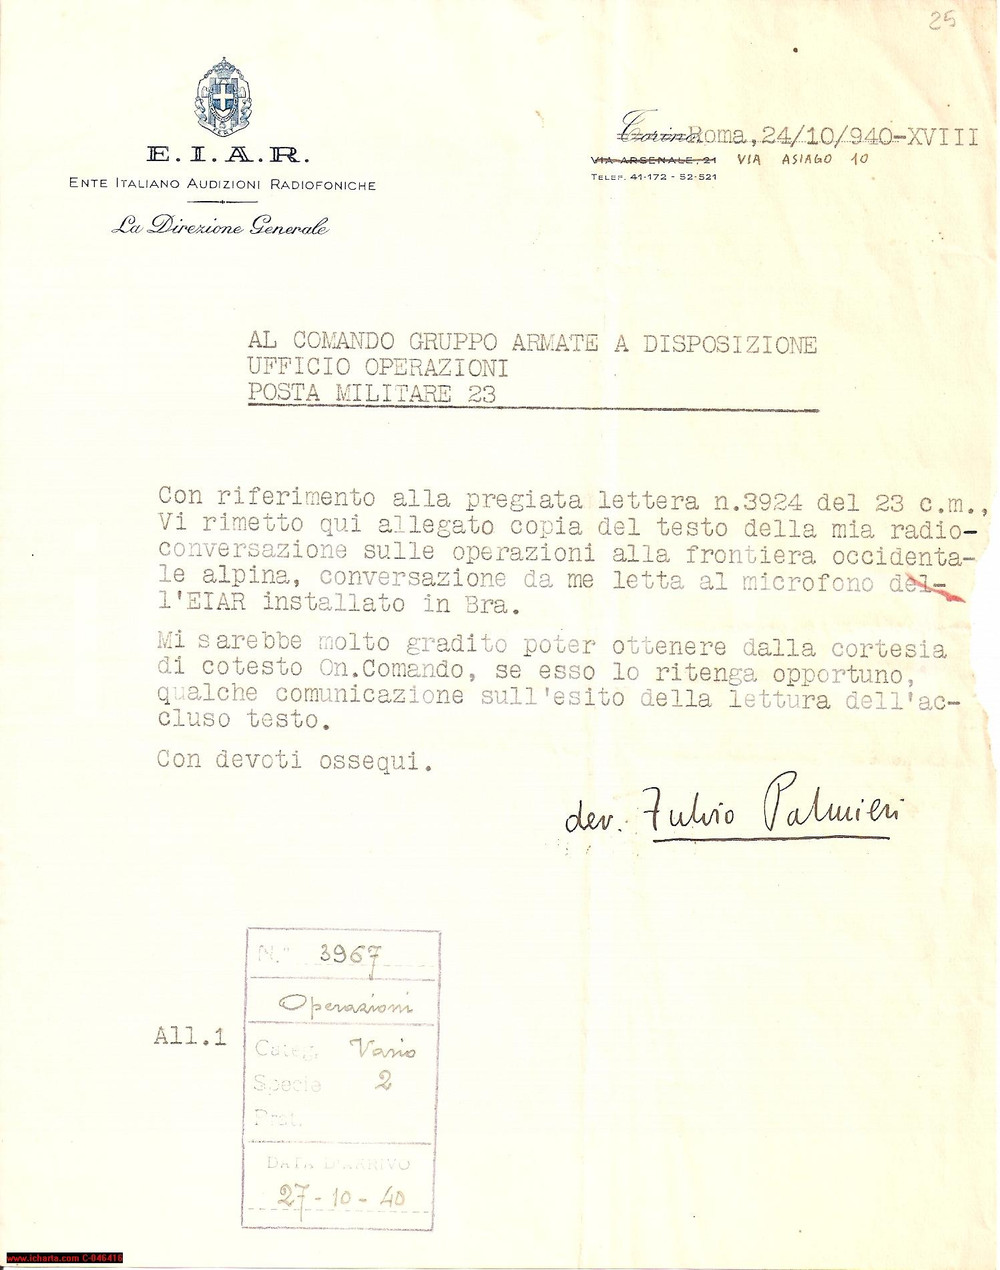 25
E. I. A. R.
ENTE ITALIANO AUDIZIONI RADIOFONICHE
La Direzione Generale
Torino Roma, 24/10/940-XVIII
VIA ARSENALE, 21 VIA ASIAGO 10
TELEF. 41-172 - 52-521
AL COMANDO GRUPPO ARMATE A DISPOSIZIONE
UFFICIO OPERAZIONI
POSTA MILITARE 23
Con riferimento alla pregiata lettera n.3924 del 23 c.m.,
Vi rimetto qui allegato copia del testo della mia radio-
conversazione sulle operazioni alla frontiera occidenta-
le alpina, conversazione da me letta al microfono del-
l'EIAR installato in Bra.
Mi sarebbe molto gradito poter ottenere dalla cortesia
di cotesto On.Comando, se esso lo ritenga opportuno,
qualche comunicazione sull'esito della lettura dell'ac-
cluso testo.
Con devoti ossequi.
dev. Fulvio Palmieri
All.1
N.° 3967
Operazioni
Categ. Vario
Specie 2
Prat.
DATA D'ARRIVO
27-10-40
www.icharta.com C-046416